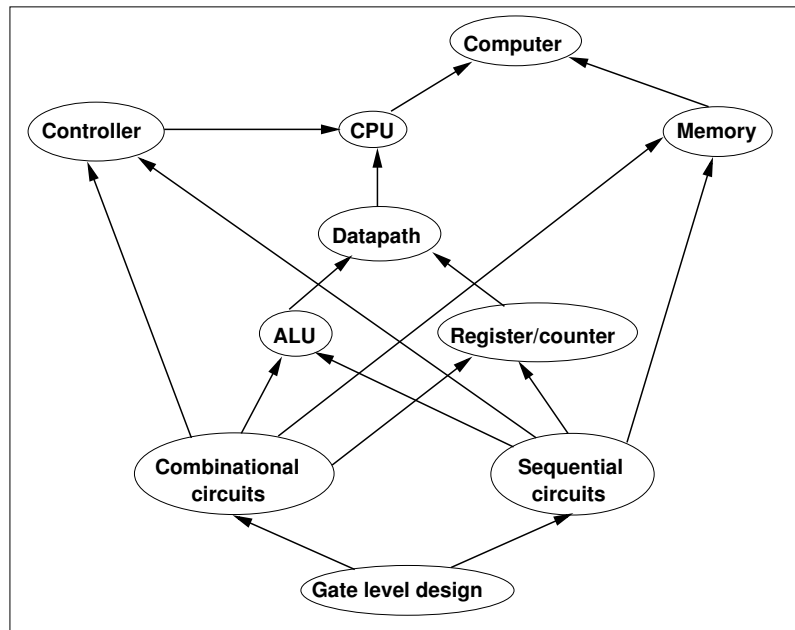 Computer
Controller
CPU
Memory
Datapath
ALU
Register/counter
Combinational
circuits
Sequential
circuits
Gate level design